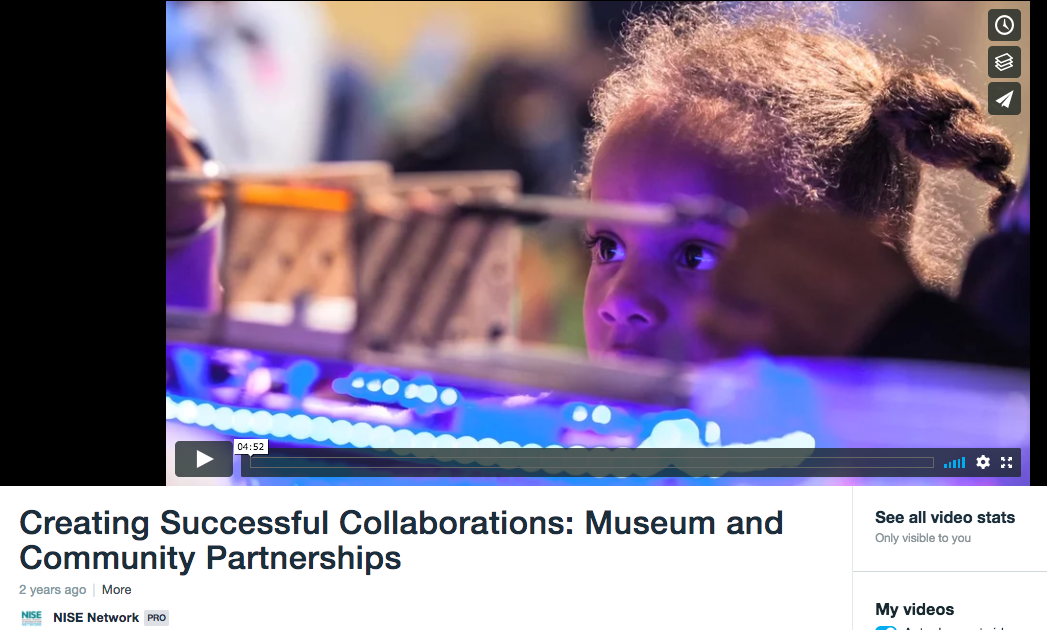 04:52
Creating Successful Collaborations: Museum and
Community Partnerships
2 years ago | More
NISE
NISE Network PRO
See all video stats
Only visible to you
My videos